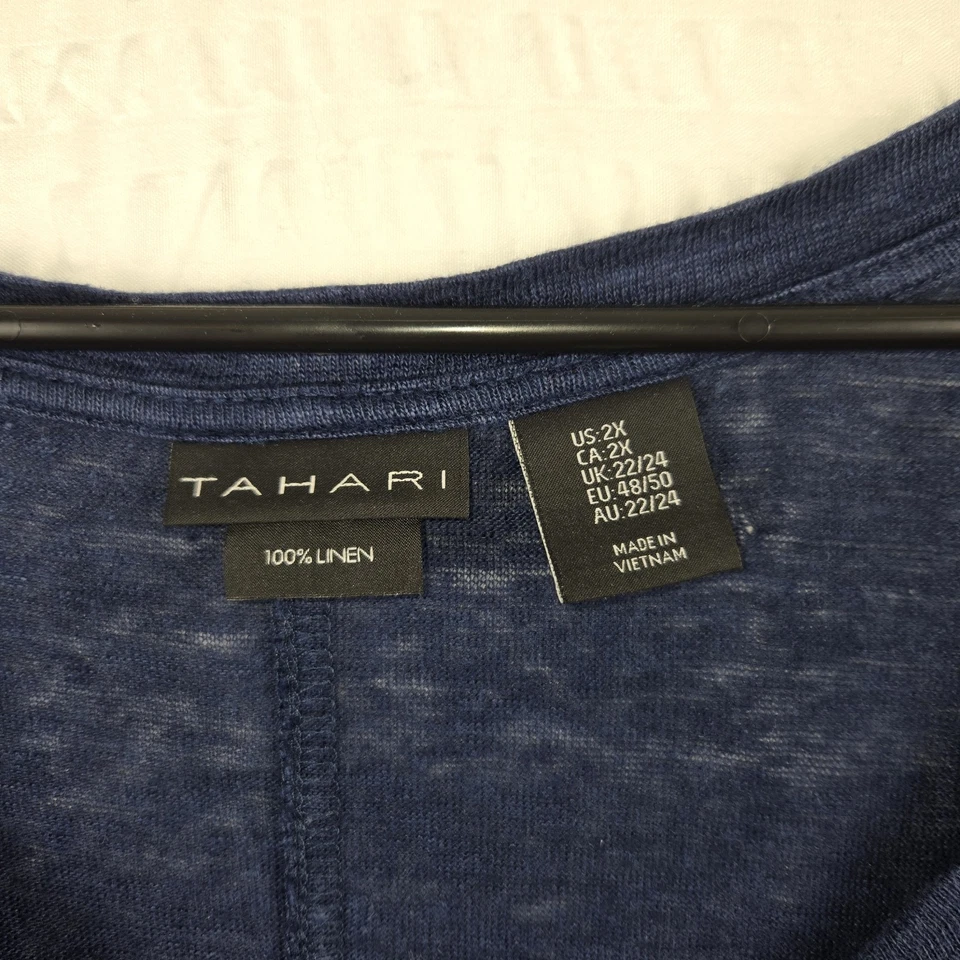 TAHARI
100% LINEN
US:2X
CA:2X
UK:22/24
EU:48/50
AU:22/24
MADE IN
VIETNAM